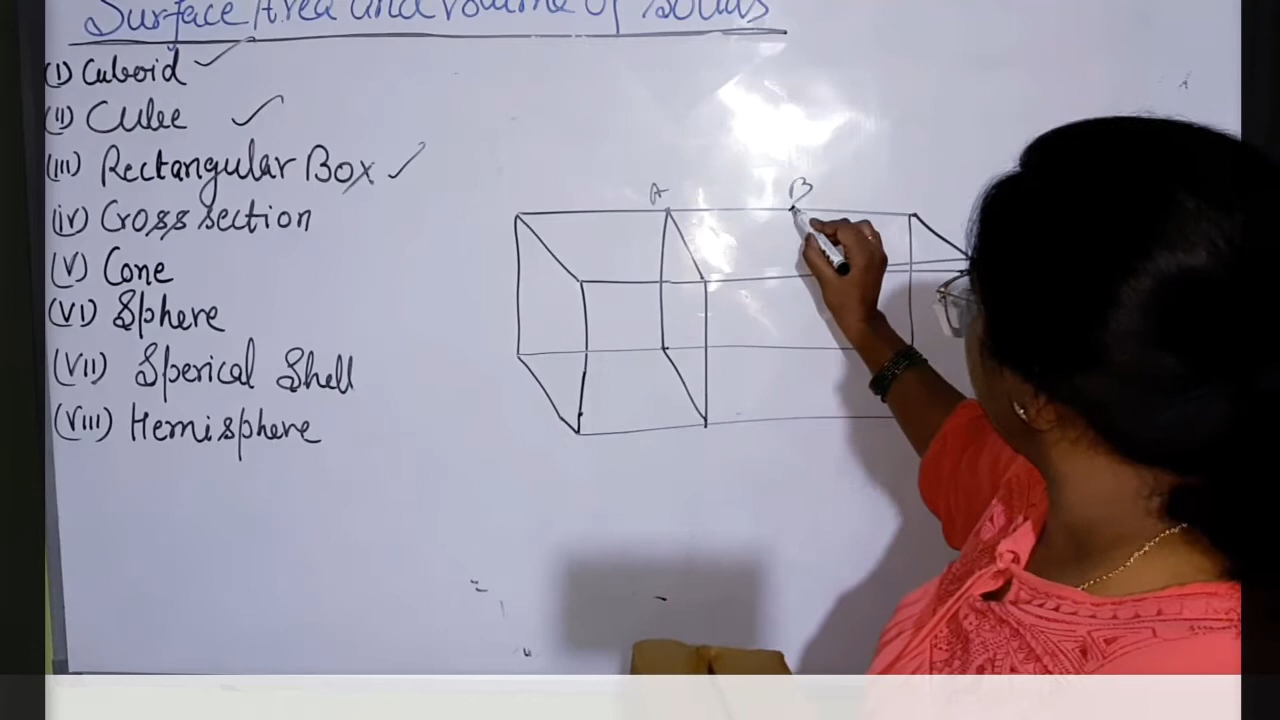 Surface Area and Volume of Solids
(I) Cuboid ✓
(II) Cube ✓
(III) Rectangular Box ✓
(iv) Cross section
(V) Cone
(VI) Sphere
(VII) Sperical Shell
(VIII) Hemisphere
A B